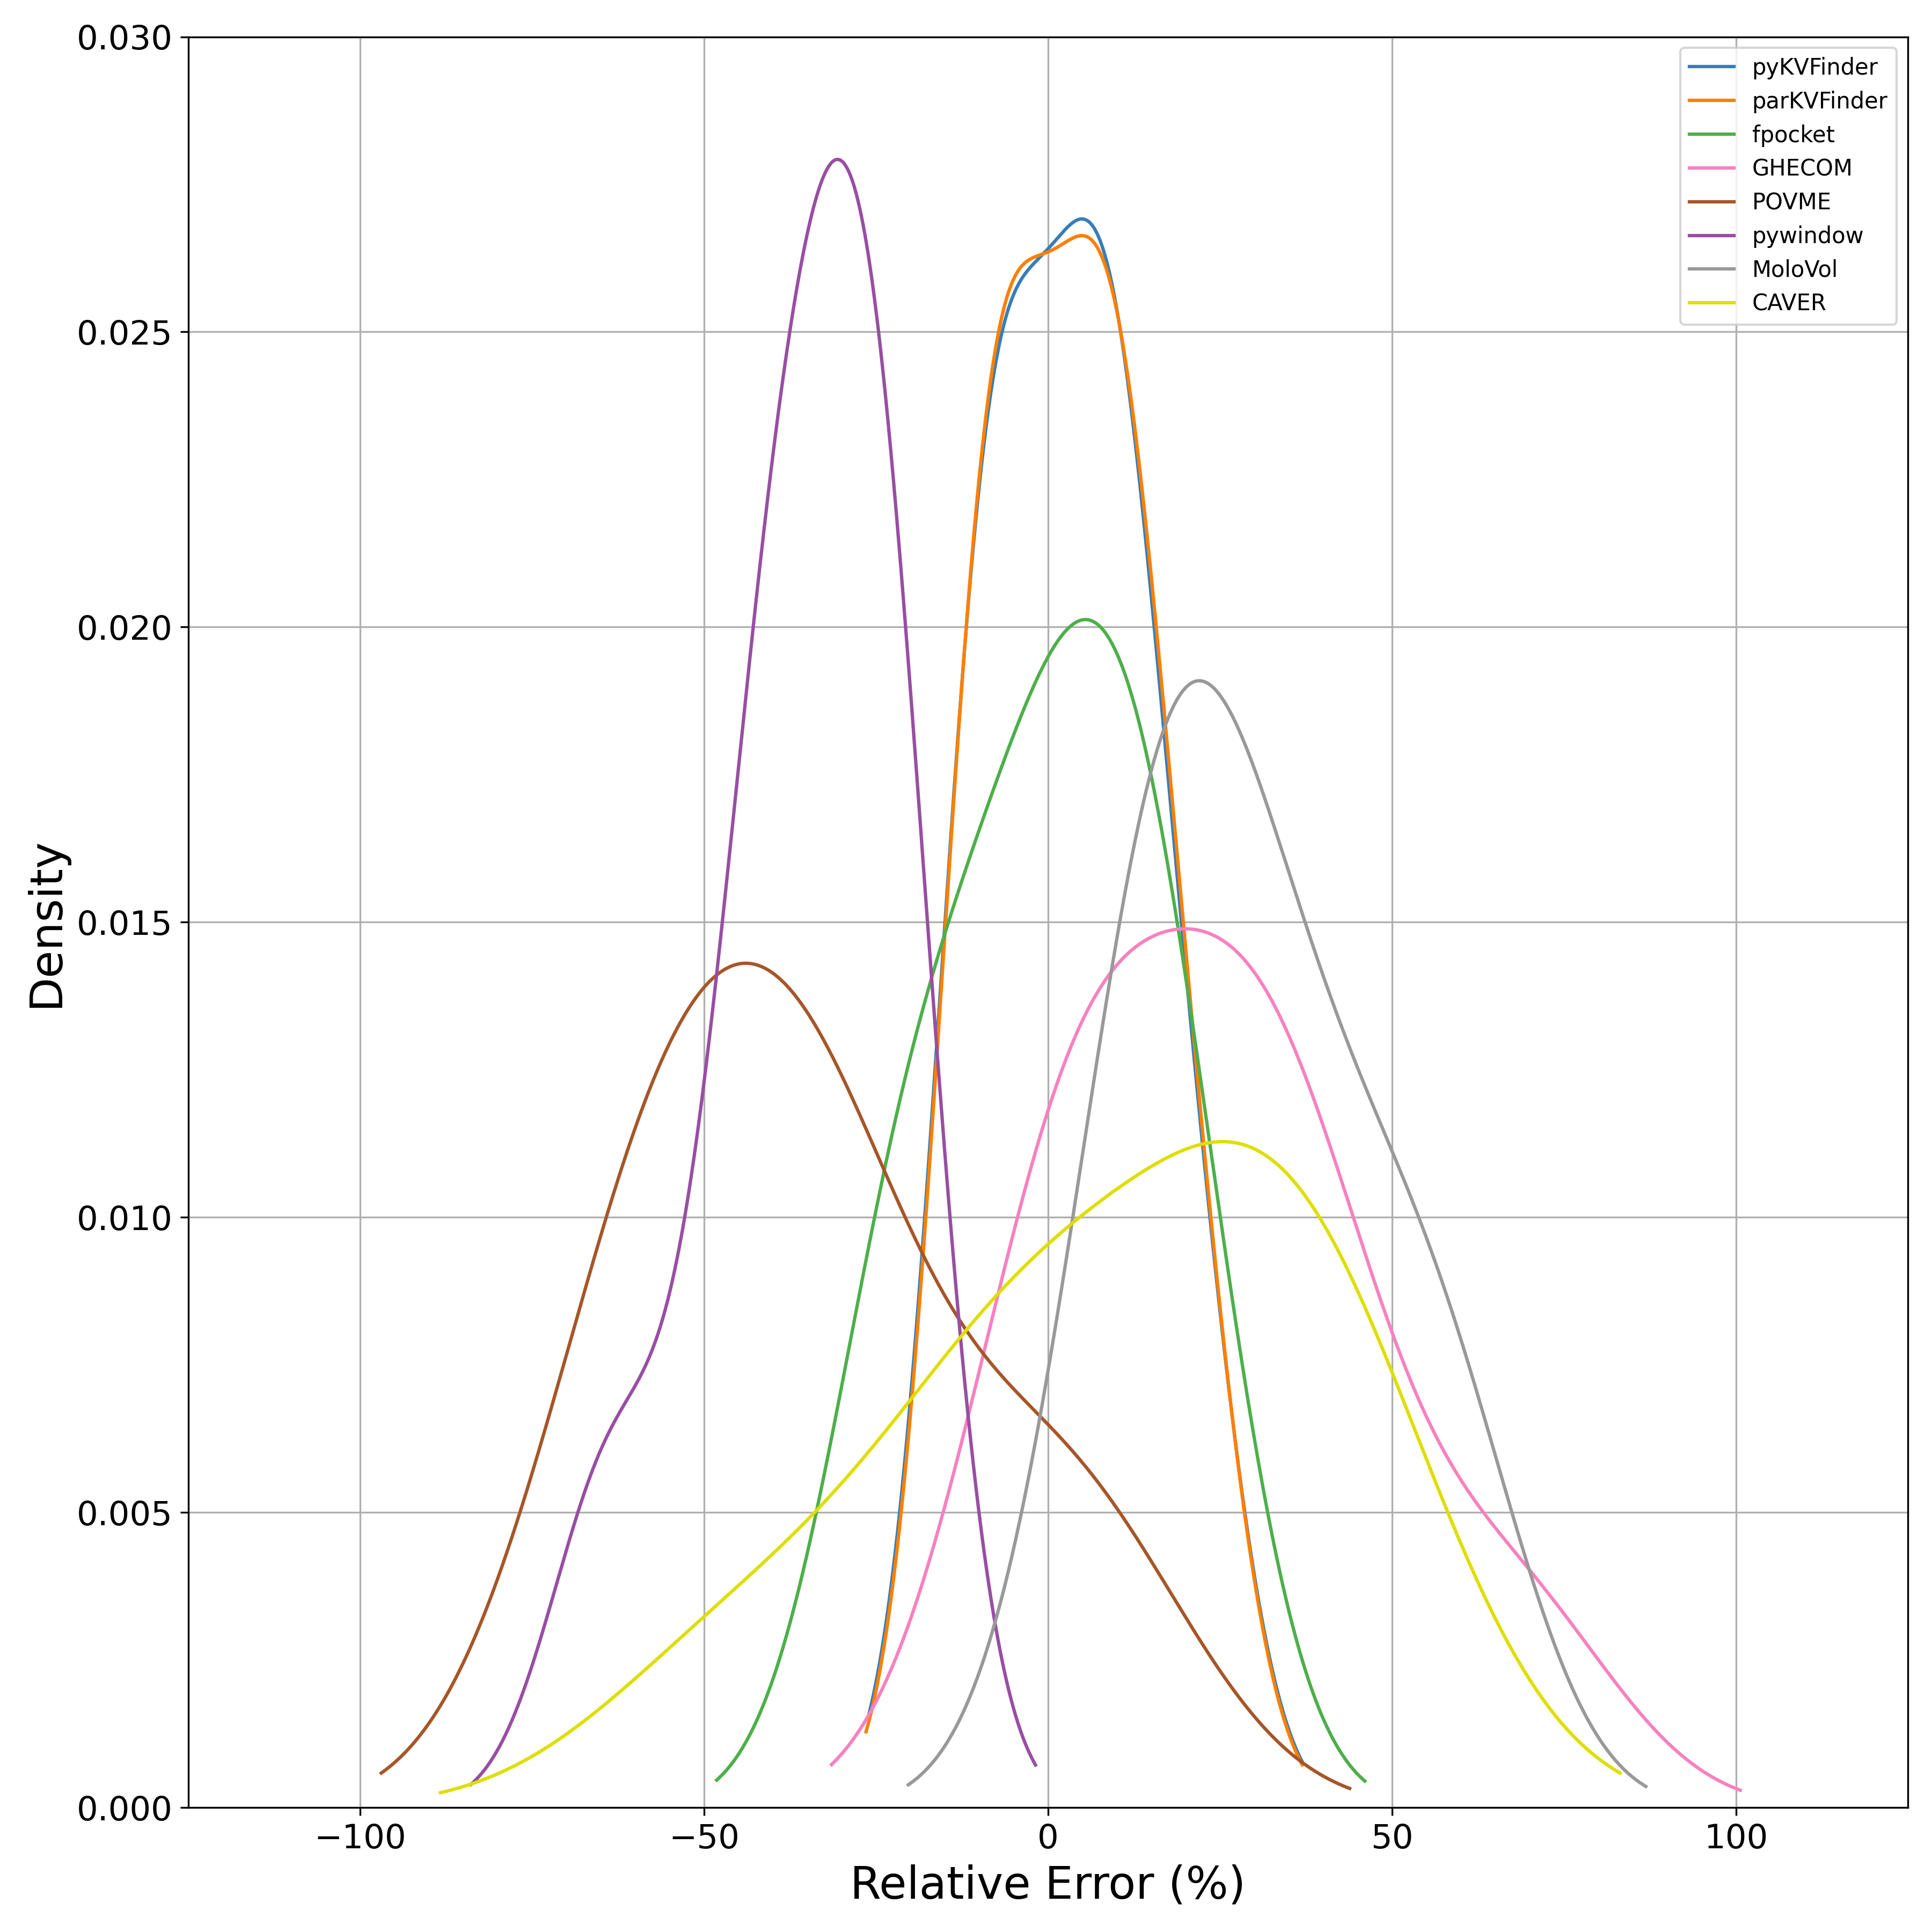 0.030
0.025
0.020
0.015
0.010
0.005
0.000
Density
pyKVFinder
parKVFinder
fpocket
GHECOM
POVME
pywindow
MoloVol
CAVER
−100
−50
0
50
100
Relative Error (%)